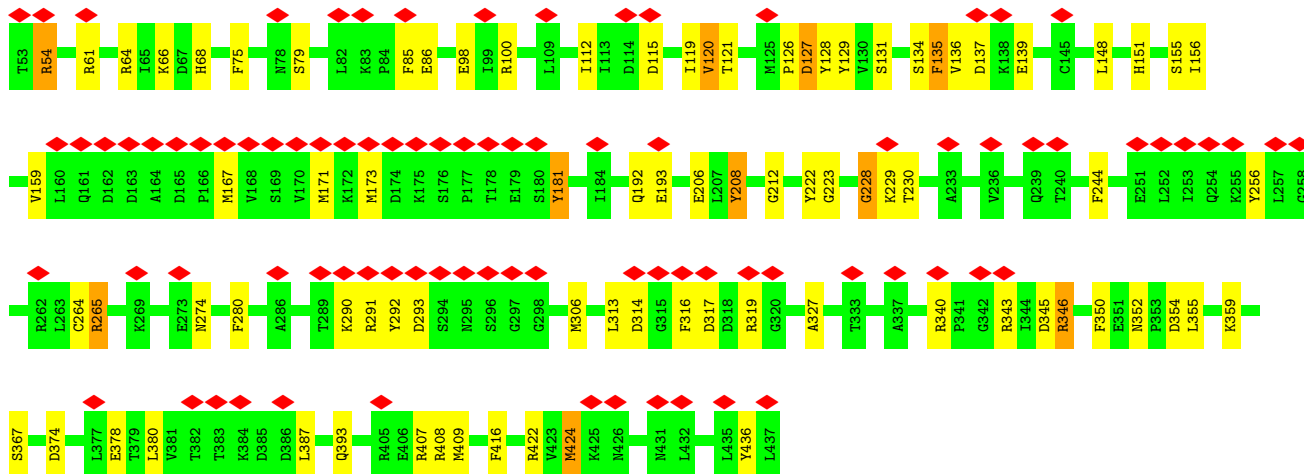 T53 R54 R61 R64 I65 K66 D67 H68 F75 N78 S79 L82 K83 P84 F85 E86 E98 I99 R100 L109 I112 I113 D114 D115 I119 V120 T121 M125 P126 D127 Y128 Y129 V130 S131 S134 F135 V136 D137 K138 E139 C145 L148 H151 S155 I156
V159 L160 Q161 D162 D163 A164 D165 P166 M167 V168 S169 V170 M171 K172 M173 D174 K175 S176 P177 T178 E179 S180 Y181 I184 Q192 E193 E206 L207 Y208 G212 Y222 G223 G228 K229 T230 A233 V236 Q239 T240 F244 E251 L252 I253 Q254 K255 Y256 L257 G258
R262 L263 C264 R265 K269 E273 N274 F280 A286 T289 K290 R291 Y292 D293 S294 N295 S296 G297 G298 M306 L313 D314 G315 F316 D317 D318 R319 G320 A327 T333 A337 R340 P341 G342 R343 I344 D345 R346 F350 E351 N352 P353 D354 L355 K359
S367 D374 L377 E378 T379 L380 V381 T382 T383 K384 D385 D386 L387 Q393 R405 E406 R407 R408 M409 F416 R422 V423 M424 K425 N426 N431 L432 L435 Y436 L437